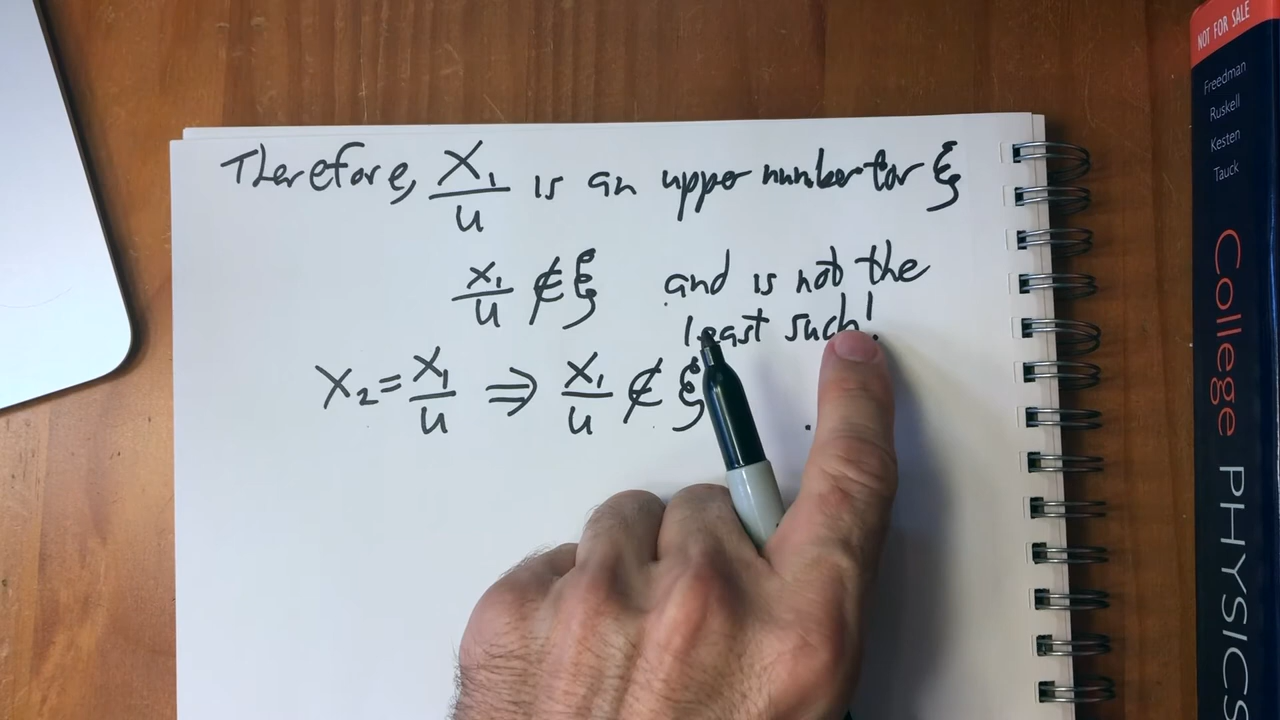 Therefore, X₁/u is an upper number for ξ
X₁/u ∉ ξ and is not the
least such!
X₂ = X₁/u ⇒ X₁/u ∉ ξ
NOT FOR SALE
Freedman
Ruskell
Kesten
Tauck
College PHYSICS